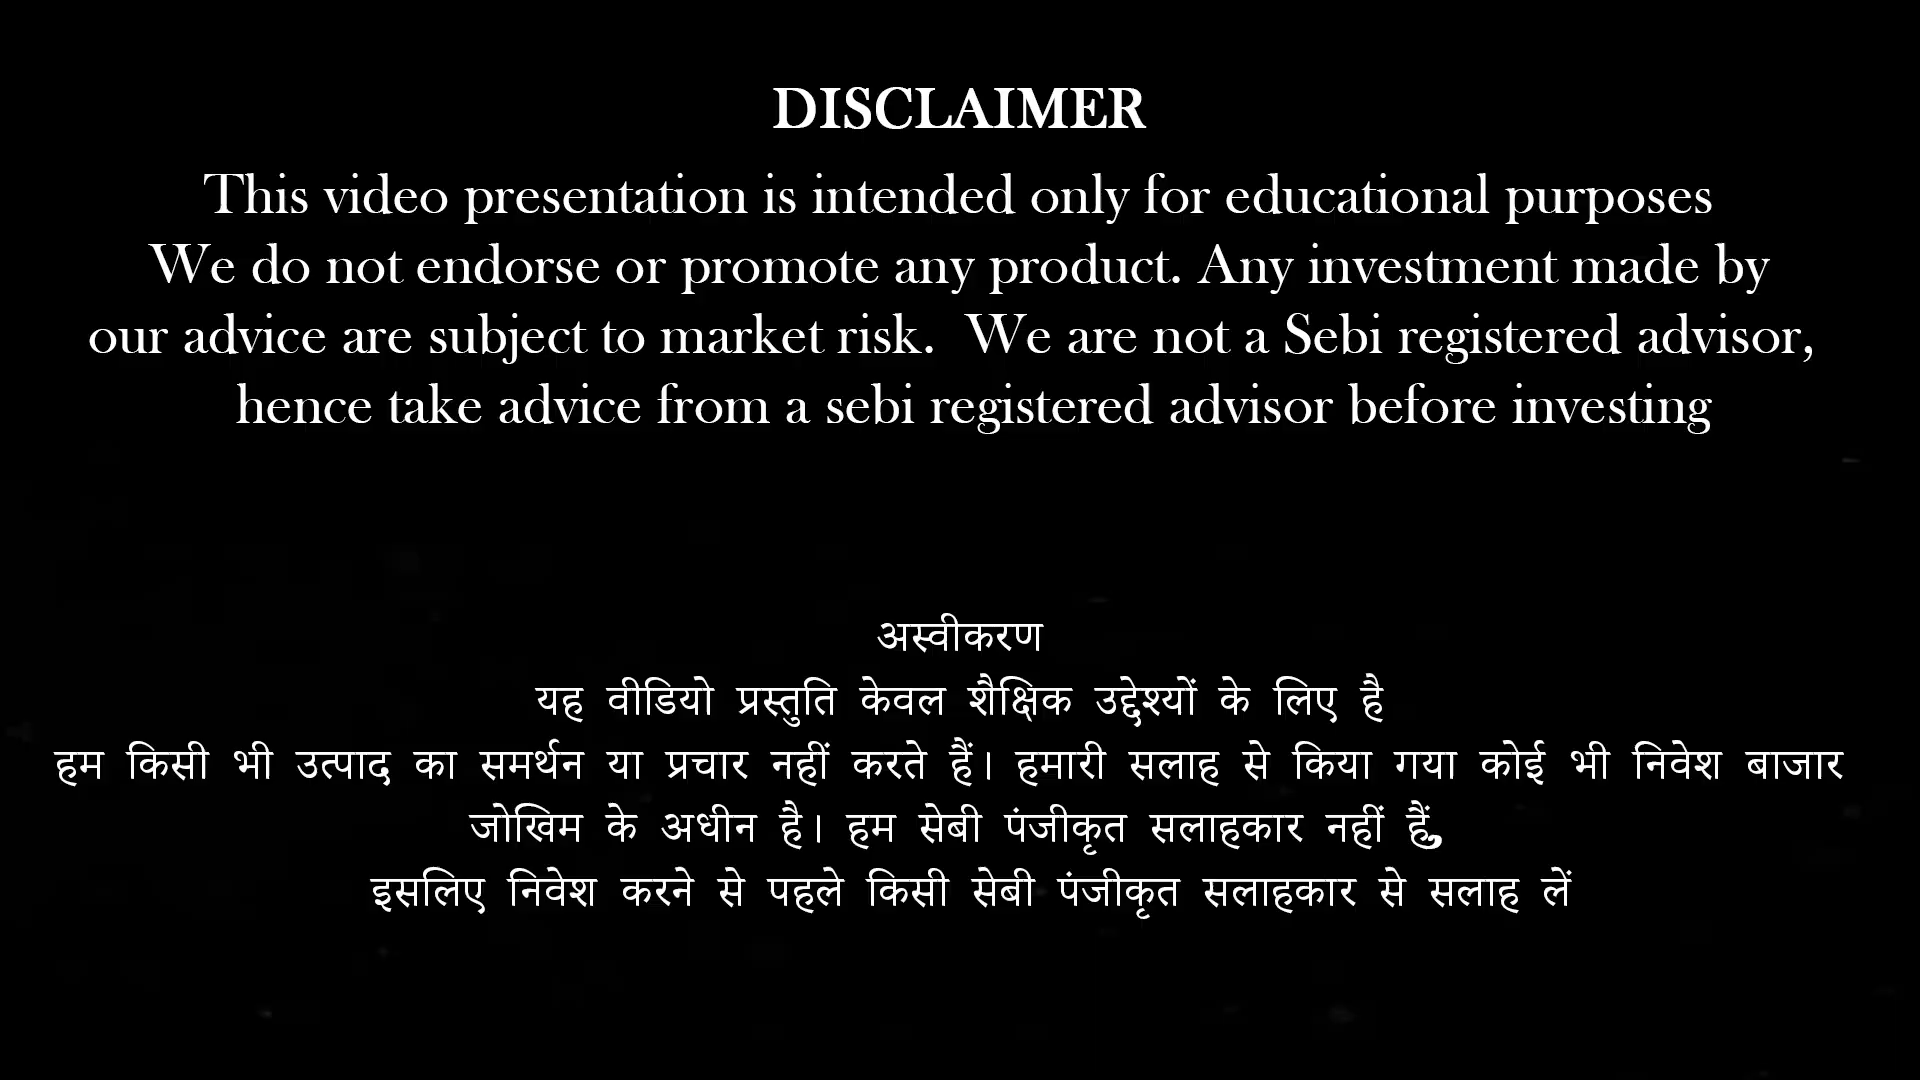 DISCLAIMER
This video presentation is intended only for educational purposes
We do not endorse or promote any product. Any investment made by
our advice are subject to market risk.  We are not a Sebi registered advisor,
hence take advice from a sebi registered advisor before investing
अस्वीकरण
यह वीडियो प्रस्तुति केवल शैक्षिक उद्देश्यों के लिए है
हम किसी भी उत्पाद का समर्थन या प्रचार नहीं करते हैं। हमारी सलाह से किया गया कोई भी निवेश बाजार
जोखिम के अधीन है। हम सेबी पंजीकृत सलाहकार नहीं हैं,
इसलिए निवेश करने से पहले किसी सेबी पंजीकृत सलाहकार से सलाह लें